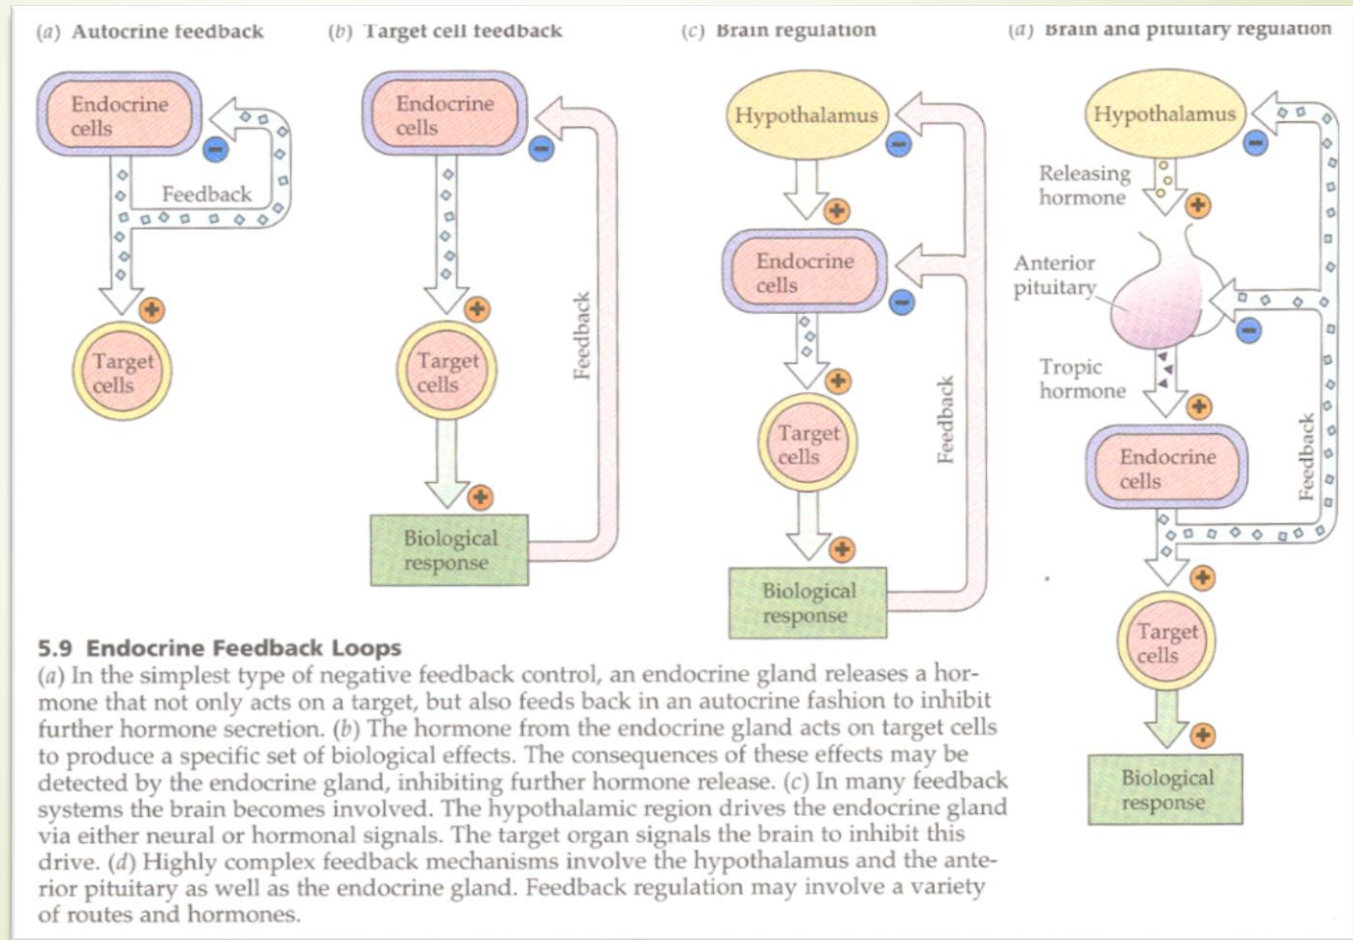 (a) Autocrine feedback
Endocrine
cells
Feedback
Target
cells
(b) Target cell feedback
Endocrine
cells
Target
cells
Feedback
Biological
response
(c) Brain regulation
Hypothalamus
Endocrine
cells
Target
cells
Feedback
Biological
response
(d) Brain and pituitary regulation
Hypothalamus
Releasing
hormone
Anterior
pituitary
Tropic
hormone
Endocrine
cells
Feedback
Target
cells
Biological
response
5.9 Endocrine Feedback Loops
(a) In the simplest type of negative feedback control, an endocrine gland releases a hor-
mone that not only acts on a target, but also feeds back in an autocrine fashion to inhibit
further hormone secretion. (b) The hormone from the endocrine gland acts on target cells
to produce a specific set of biological effects. The consequences of these effects may be
detected by the endocrine gland, inhibiting further hormone release. (c) In many feedback
systems the brain becomes involved. The hypothalamic region drives the endocrine gland
via either neural or hormonal signals. The target organ signals the brain to inhibit this
drive. (d) Highly complex feedback mechanisms involve the hypothalamus and the ante-
rior pituitary as well as the endocrine gland. Feedback regulation may involve a variety
of routes and hormones.